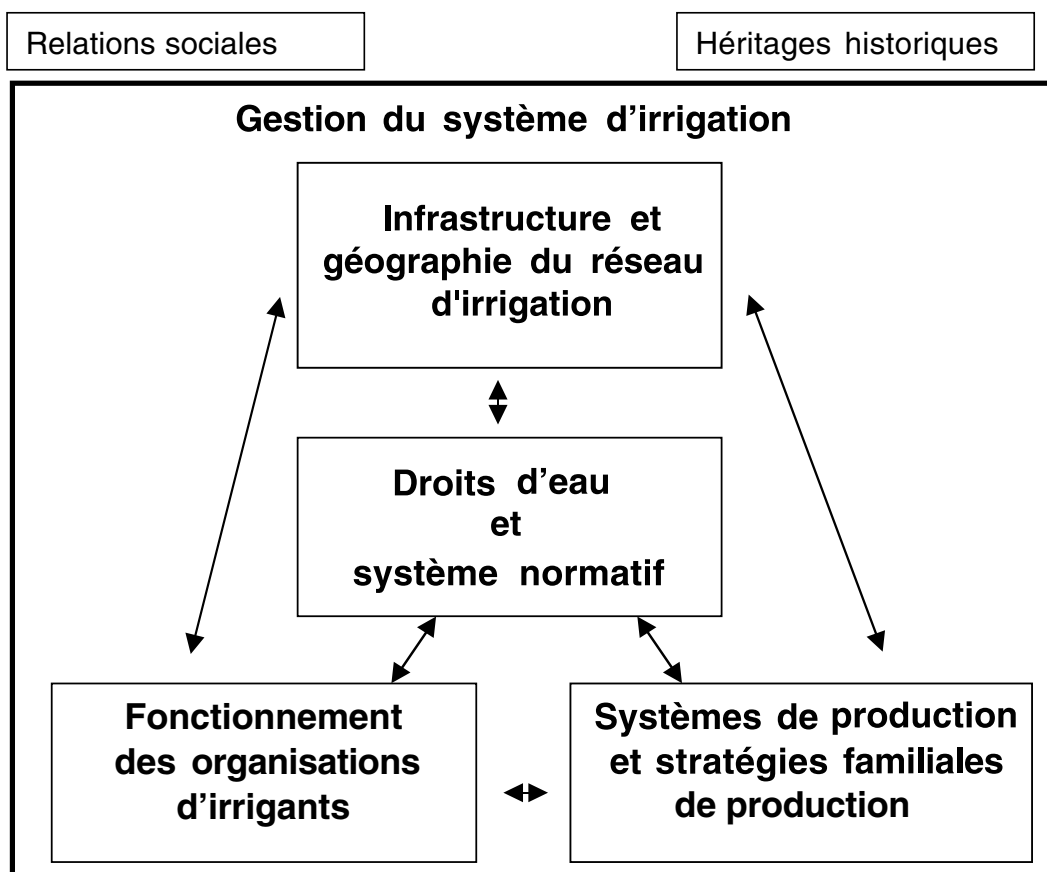 Relations sociales
Héritages historiques
Gestion du système d’irrigation
Infrastructure et
géographie du réseau
d'irrigation
Droits d’eau
et
système normatif
Fonctionnement
des organisations
d’irrigants
Systèmes de production
et stratégies familiales
de production